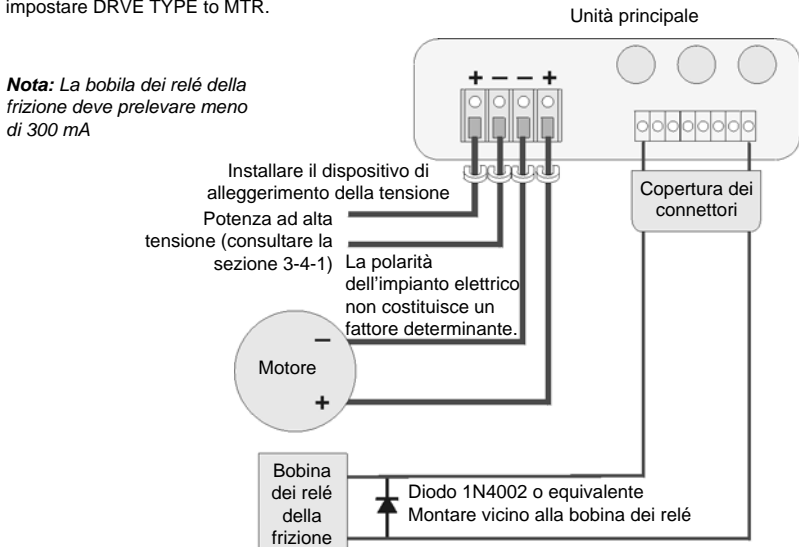 impostare DRVE TYPE to MTR.
Unità principale
Nota: La bobila dei relé della
frizione deve prelevare meno
di 300 mA
+ − − +
Installare il dispositivo di
alleggerimento della tensione
Copertura dei
connettori
Potenza ad alta
tensione (consultare la
sezione 3-4-1)
La polarità
dell'impianto elettrico
non costituisce un
fattore determinante.
−
Motore
+
Bobina
dei relé
della
frizione
Diodo 1N4002 o equivalente
Montare vicino alla bobina dei relé